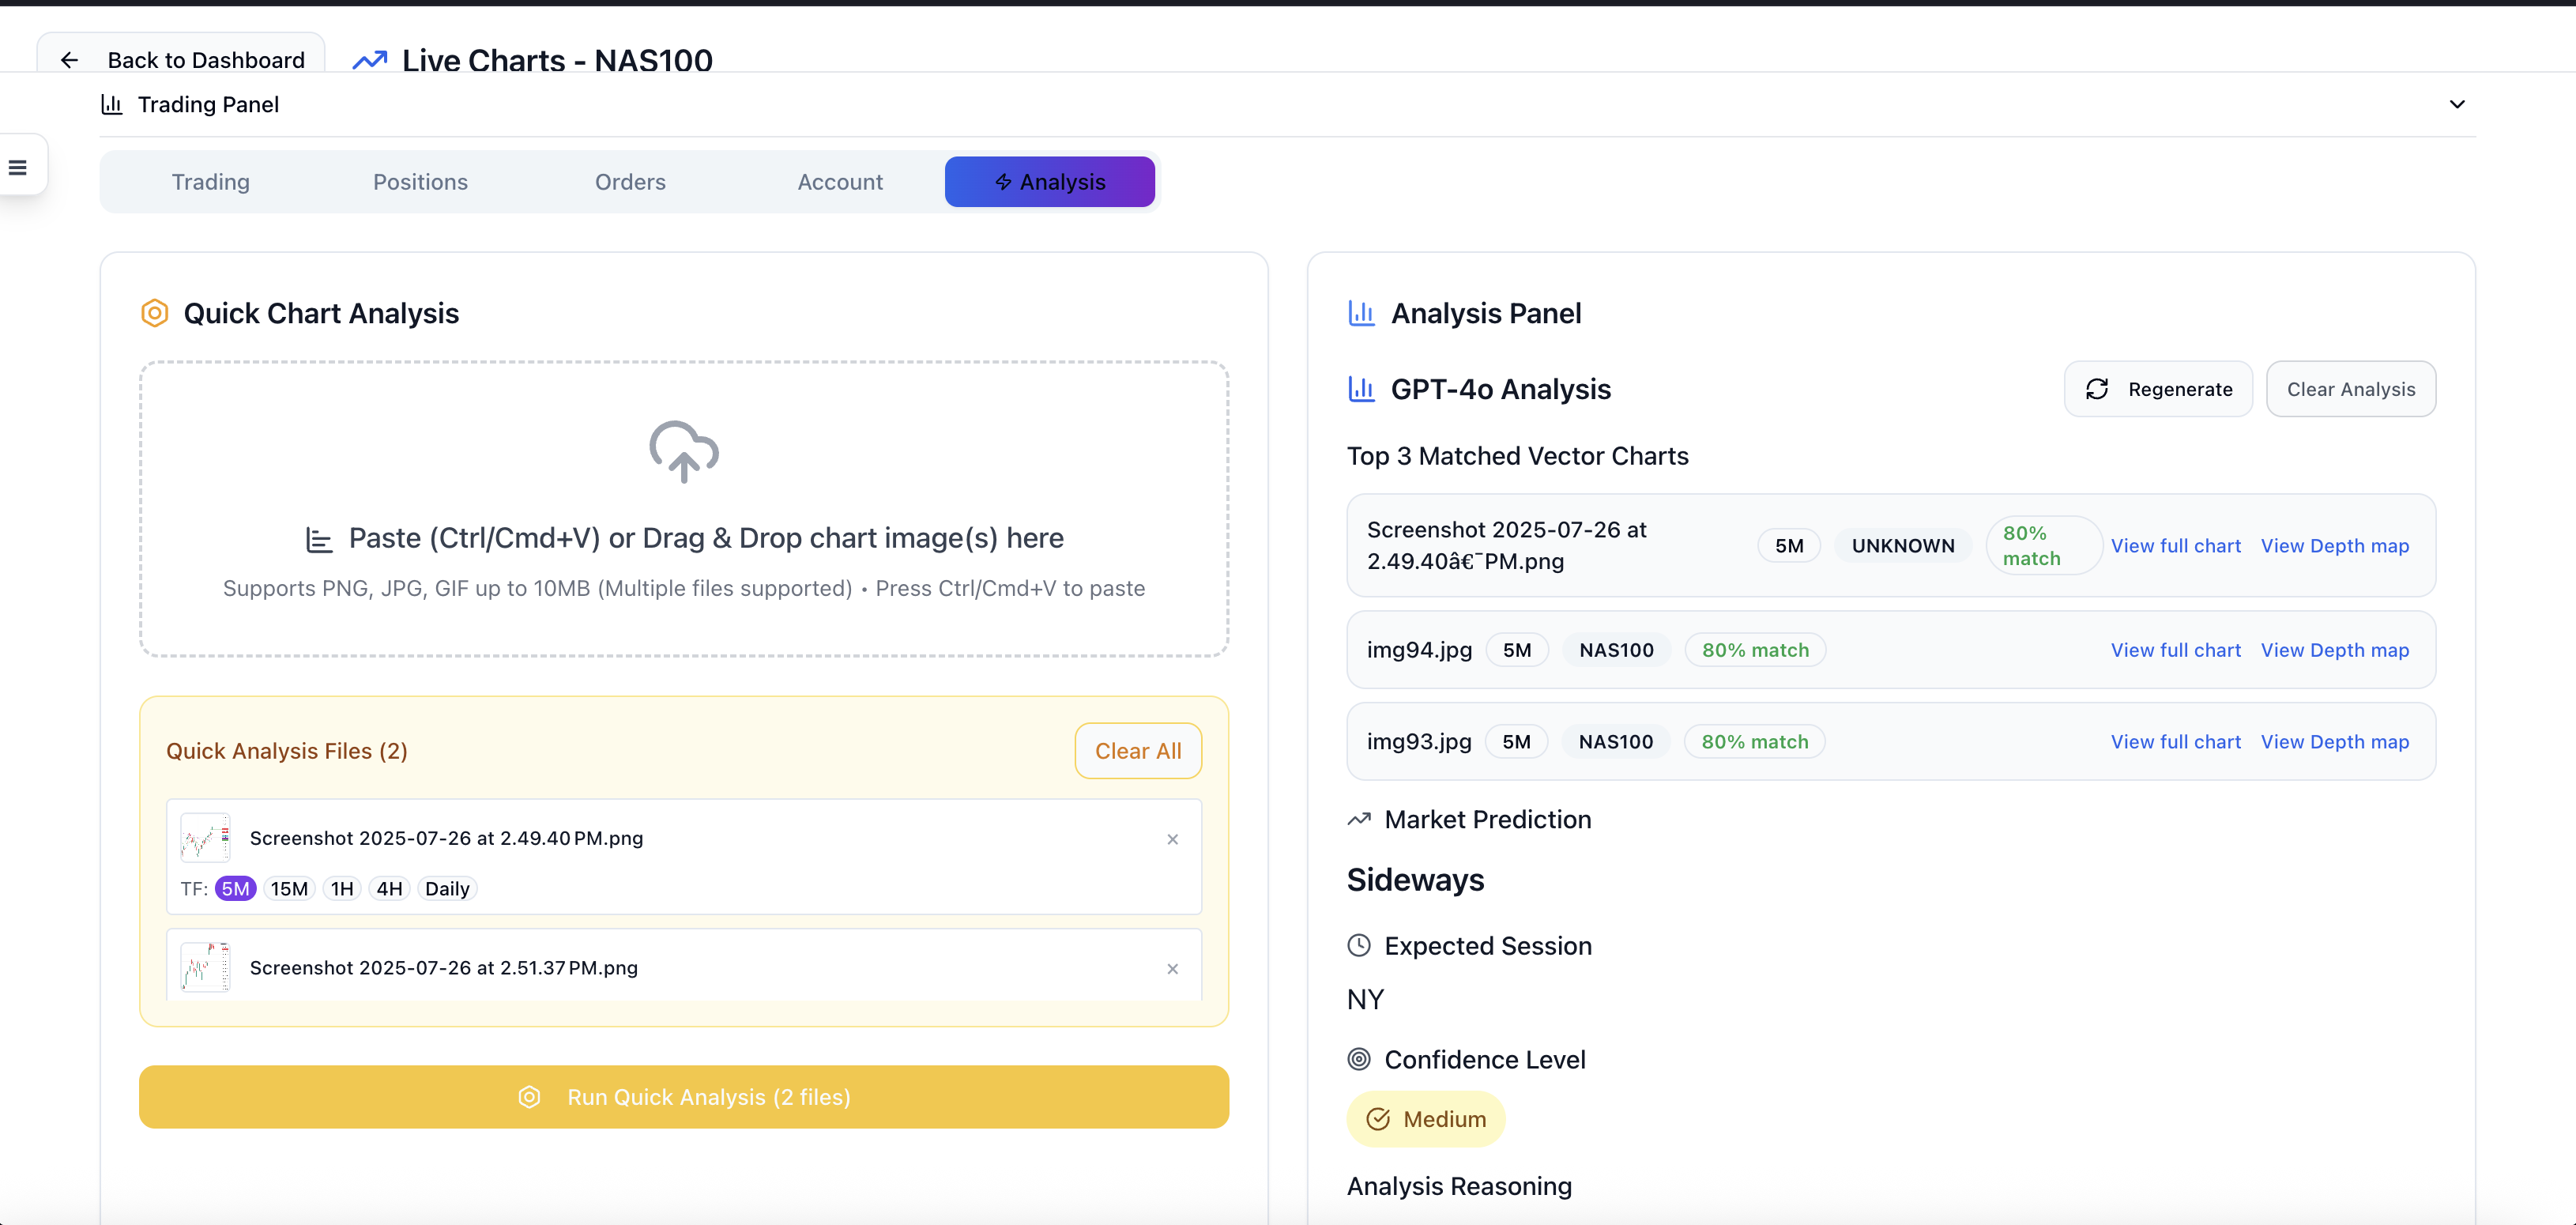 Back to Dashboard
Live Charts - NAS100
Trading Panel
Trading
Positions
Orders
Account
Analysis
Quick Chart Analysis
Paste (Ctrl/Cmd+V) or Drag & Drop chart image(s) here
Supports PNG, JPG, GIF up to 10MB (Multiple files supported) • Press Ctrl/Cmd+V to paste
Quick Analysis Files (2)
Clear All
Screenshot 2025-07-26 at 2.49.40 PM.png
×
TF: 5M 15M 1H 4H Daily
Screenshot 2025-07-26 at 2.51.37 PM.png
×
Run Quick Analysis (2 files)
Analysis Panel
GPT-4o Analysis
Regenerate
Clear Analysis
Top 3 Matched Vector Charts
Screenshot 2025-07-26 at
2.49.40â€¯PM.png
5M
UNKNOWN
80%
match
View full chart
View Depth map
img94.jpg
5M
NAS100
80% match
View full chart
View Depth map
img93.jpg
5M
NAS100
80% match
View full chart
View Depth map
Market Prediction
Sideways
Expected Session
NY
Confidence Level
Medium
Analysis Reasoning